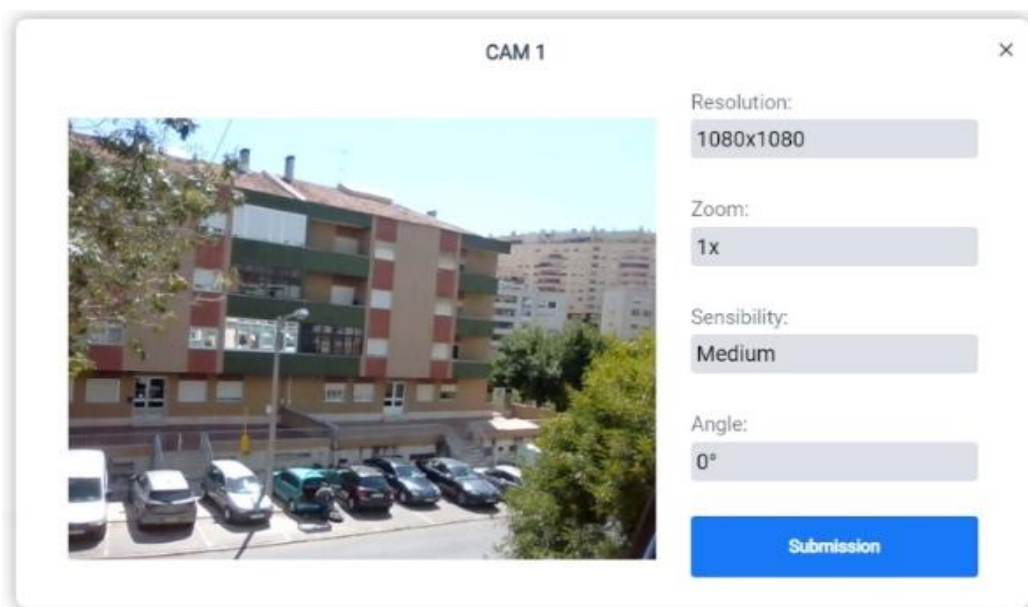 CAM 1
×
Resolution:
1080x1080
Zoom:
1x
Sensibility:
Medium
Angle:
0°
Submission